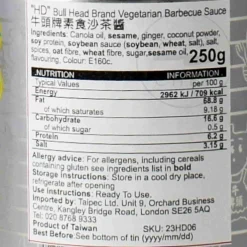 "HD" Bull Head Brand Vegetarian Barbecue Sauce
牛頭牌素食沙茶醬
Ingredients: Canola oil, sesame, ginger, coconut powder,
soy protein, soybean sauce (soybean, wheat, salt),
spices, oat fibre, wheat fibre, sugar, sesame oil,
flavouring. Colour: E160c.
250g
NUTRITION INFORMATION
Typical Values per 100 g
Energy 2962 kJ / 709 kcal
Fat 68.8 g
of which saturates 9.18g
Carbohydrate 16.6 g
of which sugar 0.5 g
Protein 6.2 g
Salt 3.15 g
Allergy advice: For allergens, including cereals
containing gluten see ingredients list in bold
Storage instructions: Store in a cool dry place,
refrigerate after opening
Use Instructions:
Imported by: Taipec Ltd. Unit 9, Orchard Business
Centre, Kangley Bridge Road, London SE26 5AQ
Tel: 020 8768 9333
Product of Taiwan SKU: 23HD06
Best Before/See bottom of tin (yyyy/mm/dd)